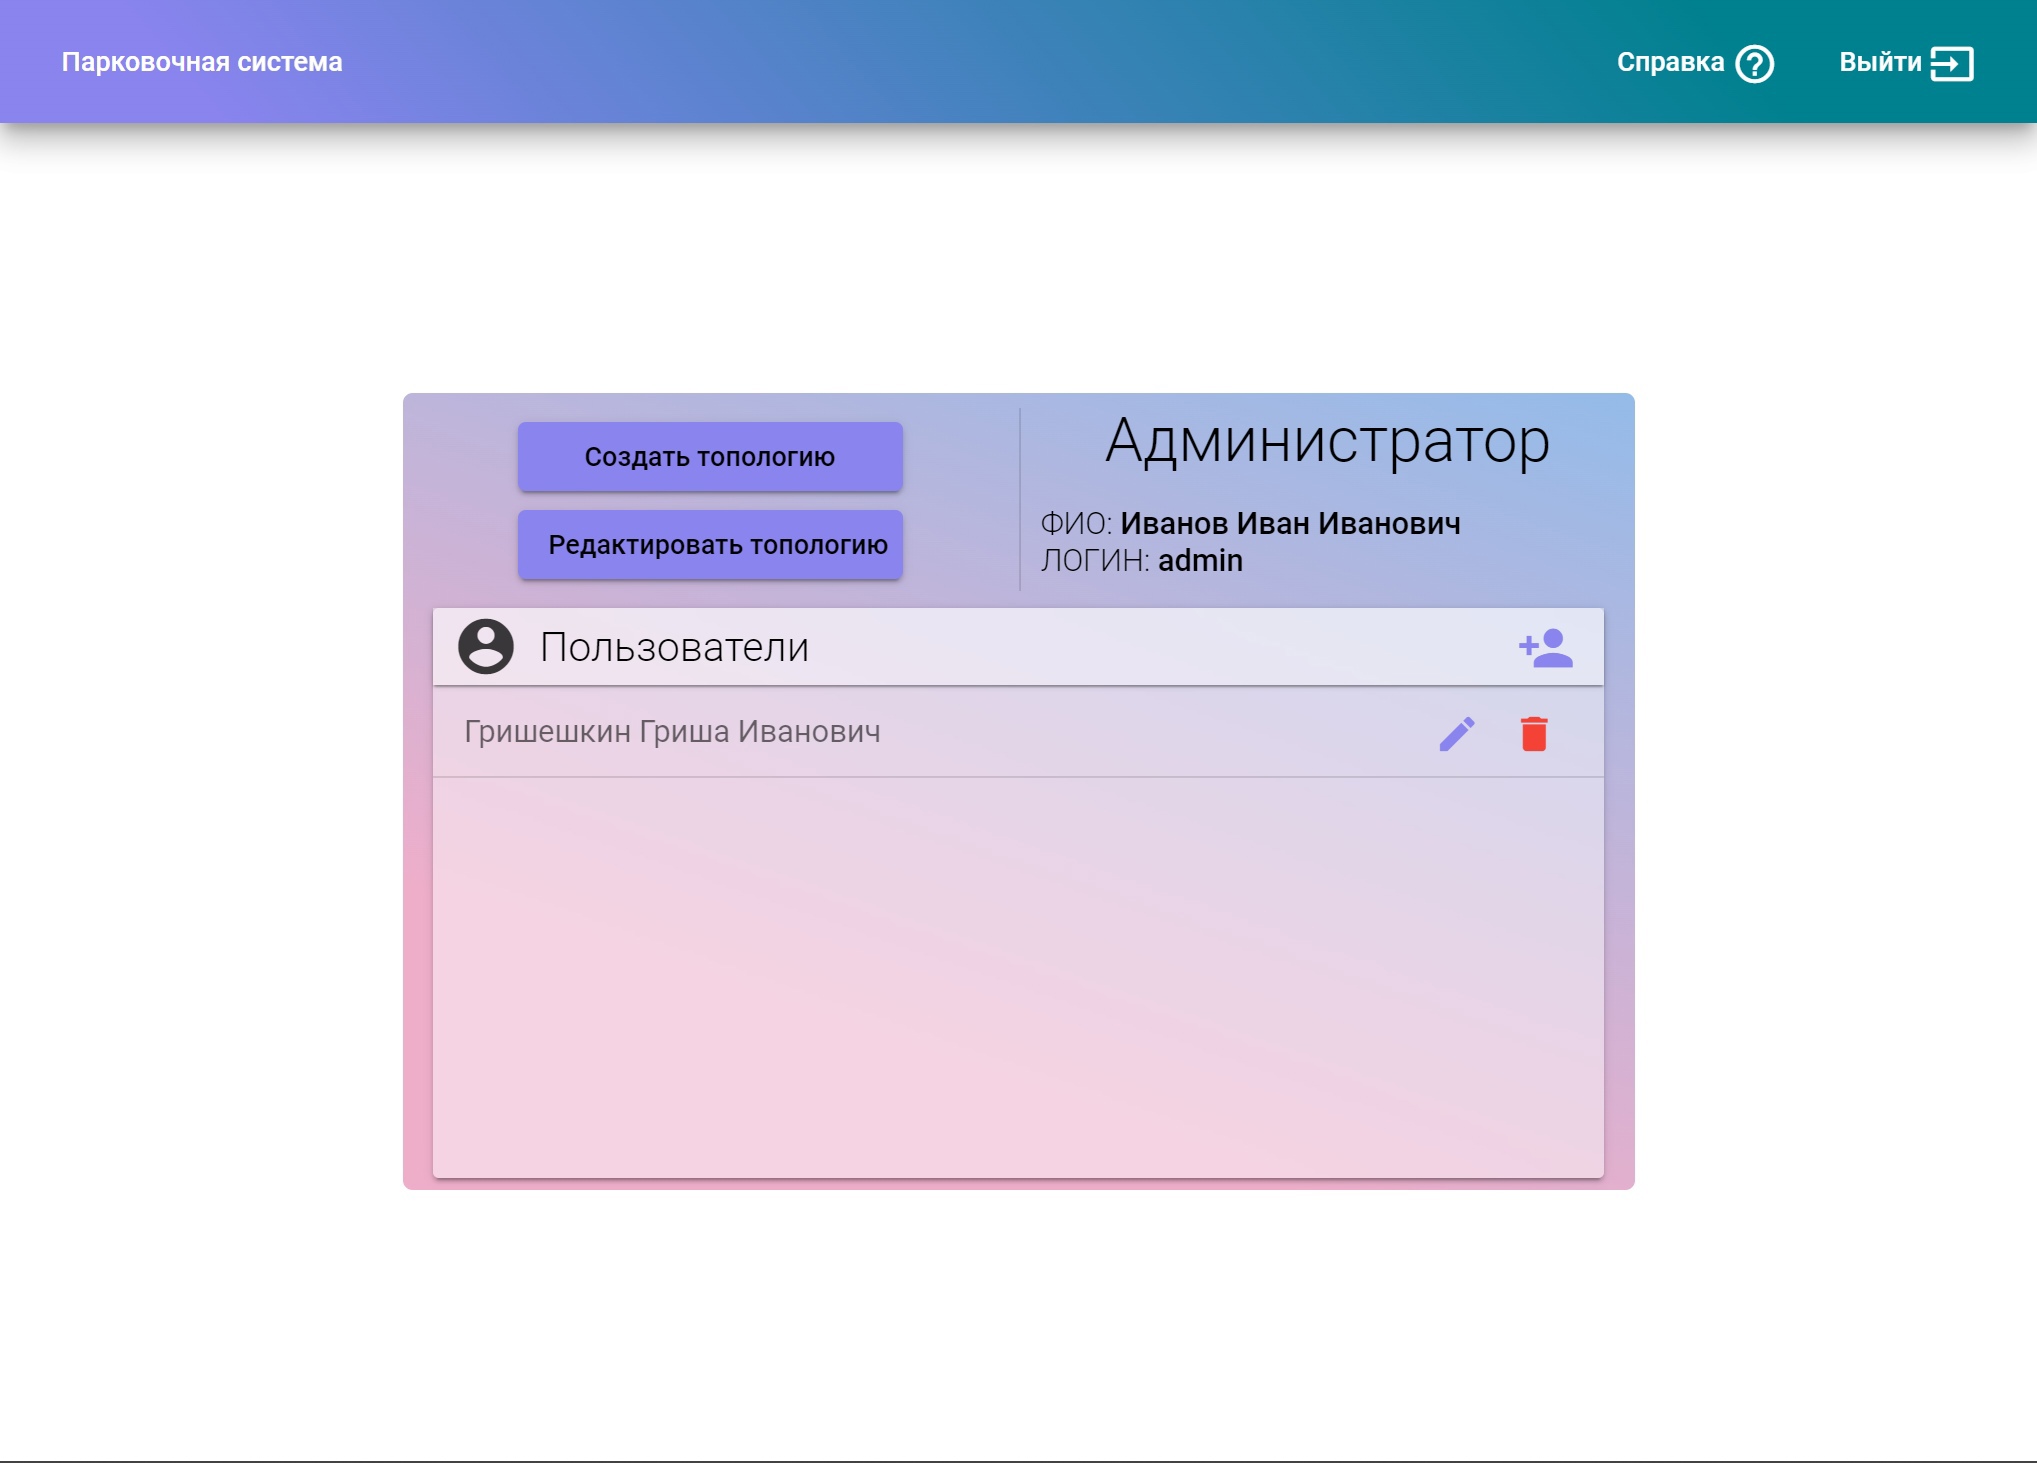 Парковочная система
Справка
Выйти
Создать топологию
Редактировать топологию
Администратор
ФИО: Иванов Иван Иванович
ЛОГИН: admin
Пользователи
Гришешкин Гриша Иванович